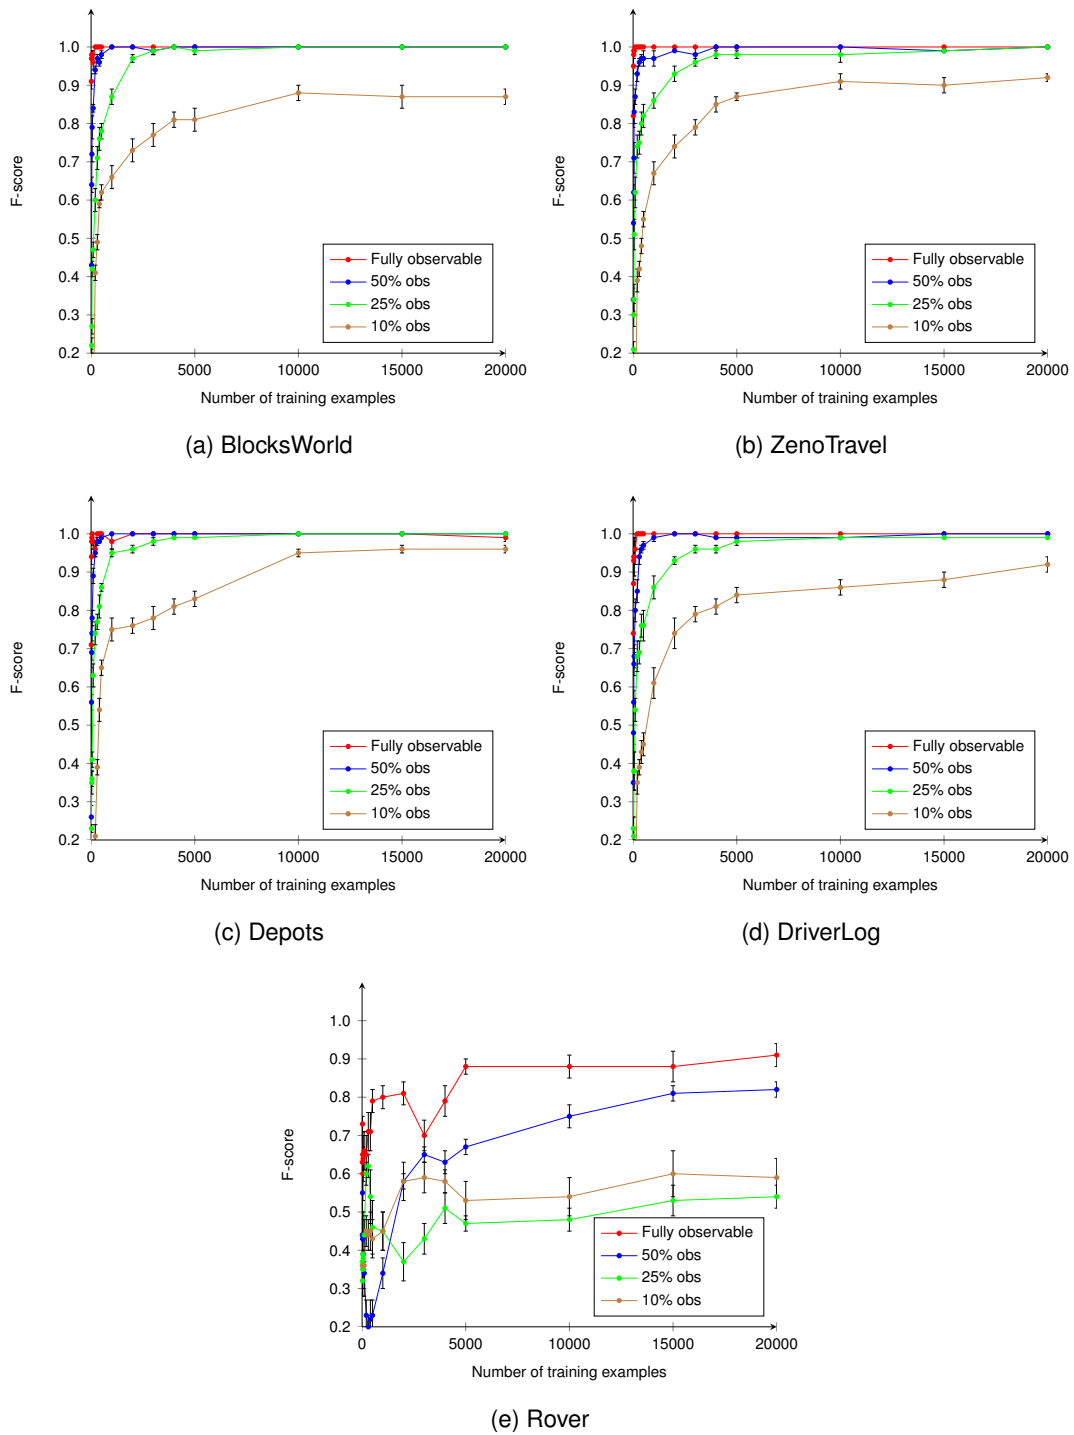 F-score
1.0
0.9
0.8
0.7
0.6
0.5
0.4
0.3
0.2
0 5000 10000 15000 20000
Number of training examples
Fully observable
50% obs
25% obs
10% obs
(a) BlocksWorld
F-score
1.0
0.9
0.8
0.7
0.6
0.5
0.4
0.3
0.2
0 5000 10000 15000 20000
Number of training examples
Fully observable
50% obs
25% obs
10% obs
(b) ZenoTravel
F-score
1.0
0.9
0.8
0.7
0.6
0.5
0.4
0.3
0.2
0 5000 10000 15000 20000
Number of training examples
Fully observable
50% obs
25% obs
10% obs
(c) Depots
F-score
1.0
0.9
0.8
0.7
0.6
0.5
0.4
0.3
0.2
0 5000 10000 15000 20000
Number of training examples
Fully observable
50% obs
25% obs
10% obs
(d) DriverLog
F-score
1.0
0.9
0.8
0.7
0.6
0.5
0.4
0.3
0.2
0 5000 10000 15000 20000
Number of training examples
Fully observable
50% obs
25% obs
10% obs
(e) Rover